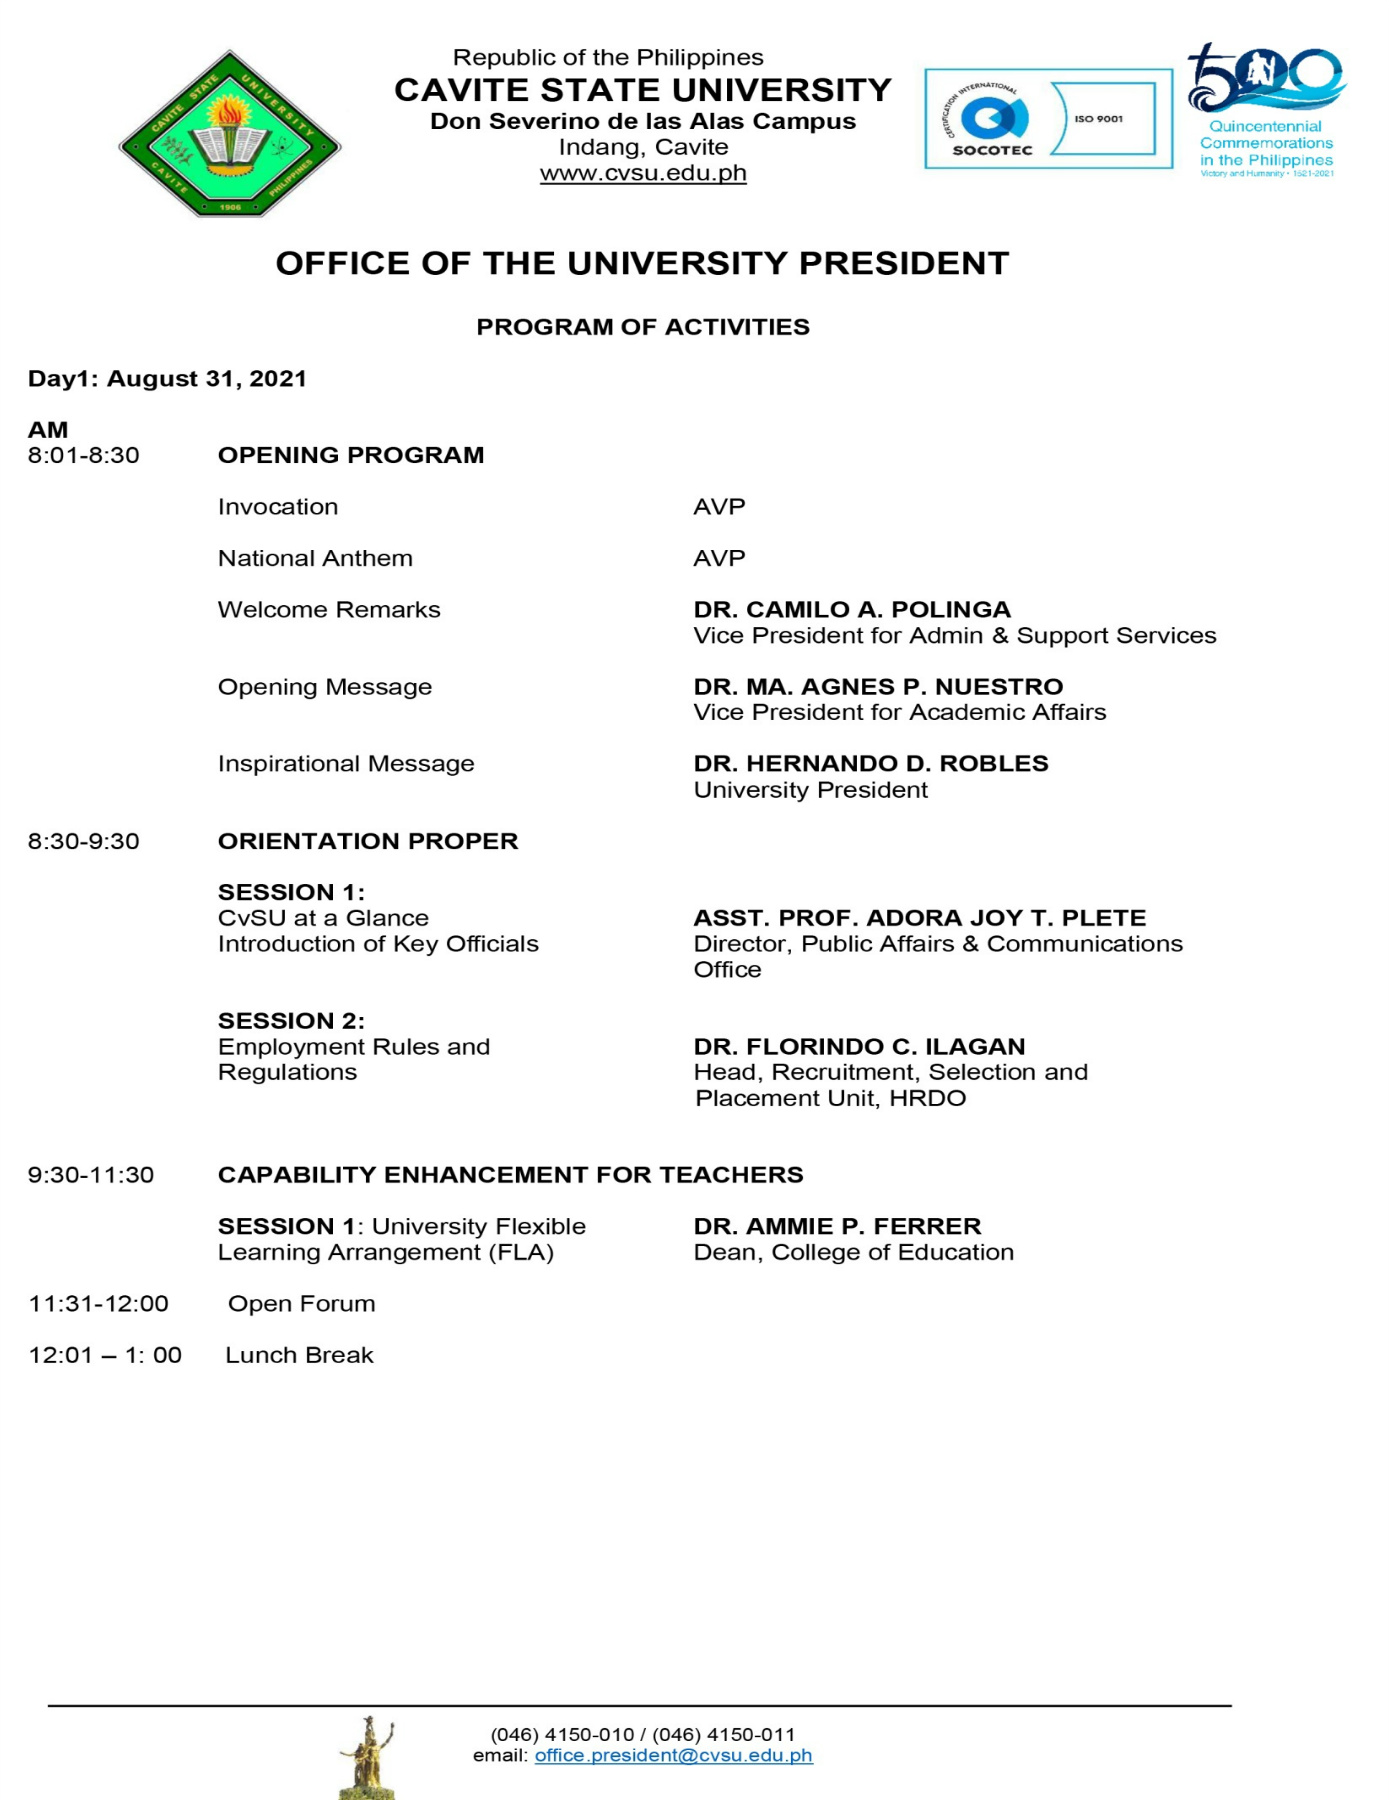 Republic of the Philippines
CAVITE STATE UNIVERSITY
Don Severino de las Alas Campus
Indang, Cavite
www.cvsu.edu.ph
CAVITE STATE UNIVERSITY
CAVITE PHILIPPINES
1906
CERTIFICATION INTERNATIONAL
SOCOTEC
ISO 9001
500
Quincentennial
Commemorations
in the Philippines
Victory and Humanity • 1521-2021
OFFICE OF THE UNIVERSITY PRESIDENT
PROGRAM OF ACTIVITIES
Day1: August 31, 2021
AM
8:01-8:30 OPENING PROGRAM
Invocation AVP
National Anthem AVP
Welcome Remarks DR. CAMILO A. POLINGA
Vice President for Admin & Support Services
Opening Message DR. MA. AGNES P. NUESTRO
Vice President for Academic Affairs
Inspirational Message DR. HERNANDO D. ROBLES
University President
8:30-9:30 ORIENTATION PROPER
SESSION 1:
CvSU at a Glance ASST. PROF. ADORA JOY T. PLETE
Introduction of Key Officials Director, Public Affairs & Communications
Office
SESSION 2:
Employment Rules and DR. FLORINDO C. ILAGAN
Regulations Head, Recruitment, Selection and
Placement Unit, HRDO
9:30-11:30 CAPABILITY ENHANCEMENT FOR TEACHERS
SESSION 1: University Flexible DR. AMMIE P. FERRER
Learning Arrangement (FLA) Dean, College of Education
11:31-12:00 Open Forum
12:01 – 1: 00 Lunch Break
(046) 4150-010 / (046) 4150-011
email: office.president@cvsu.edu.ph